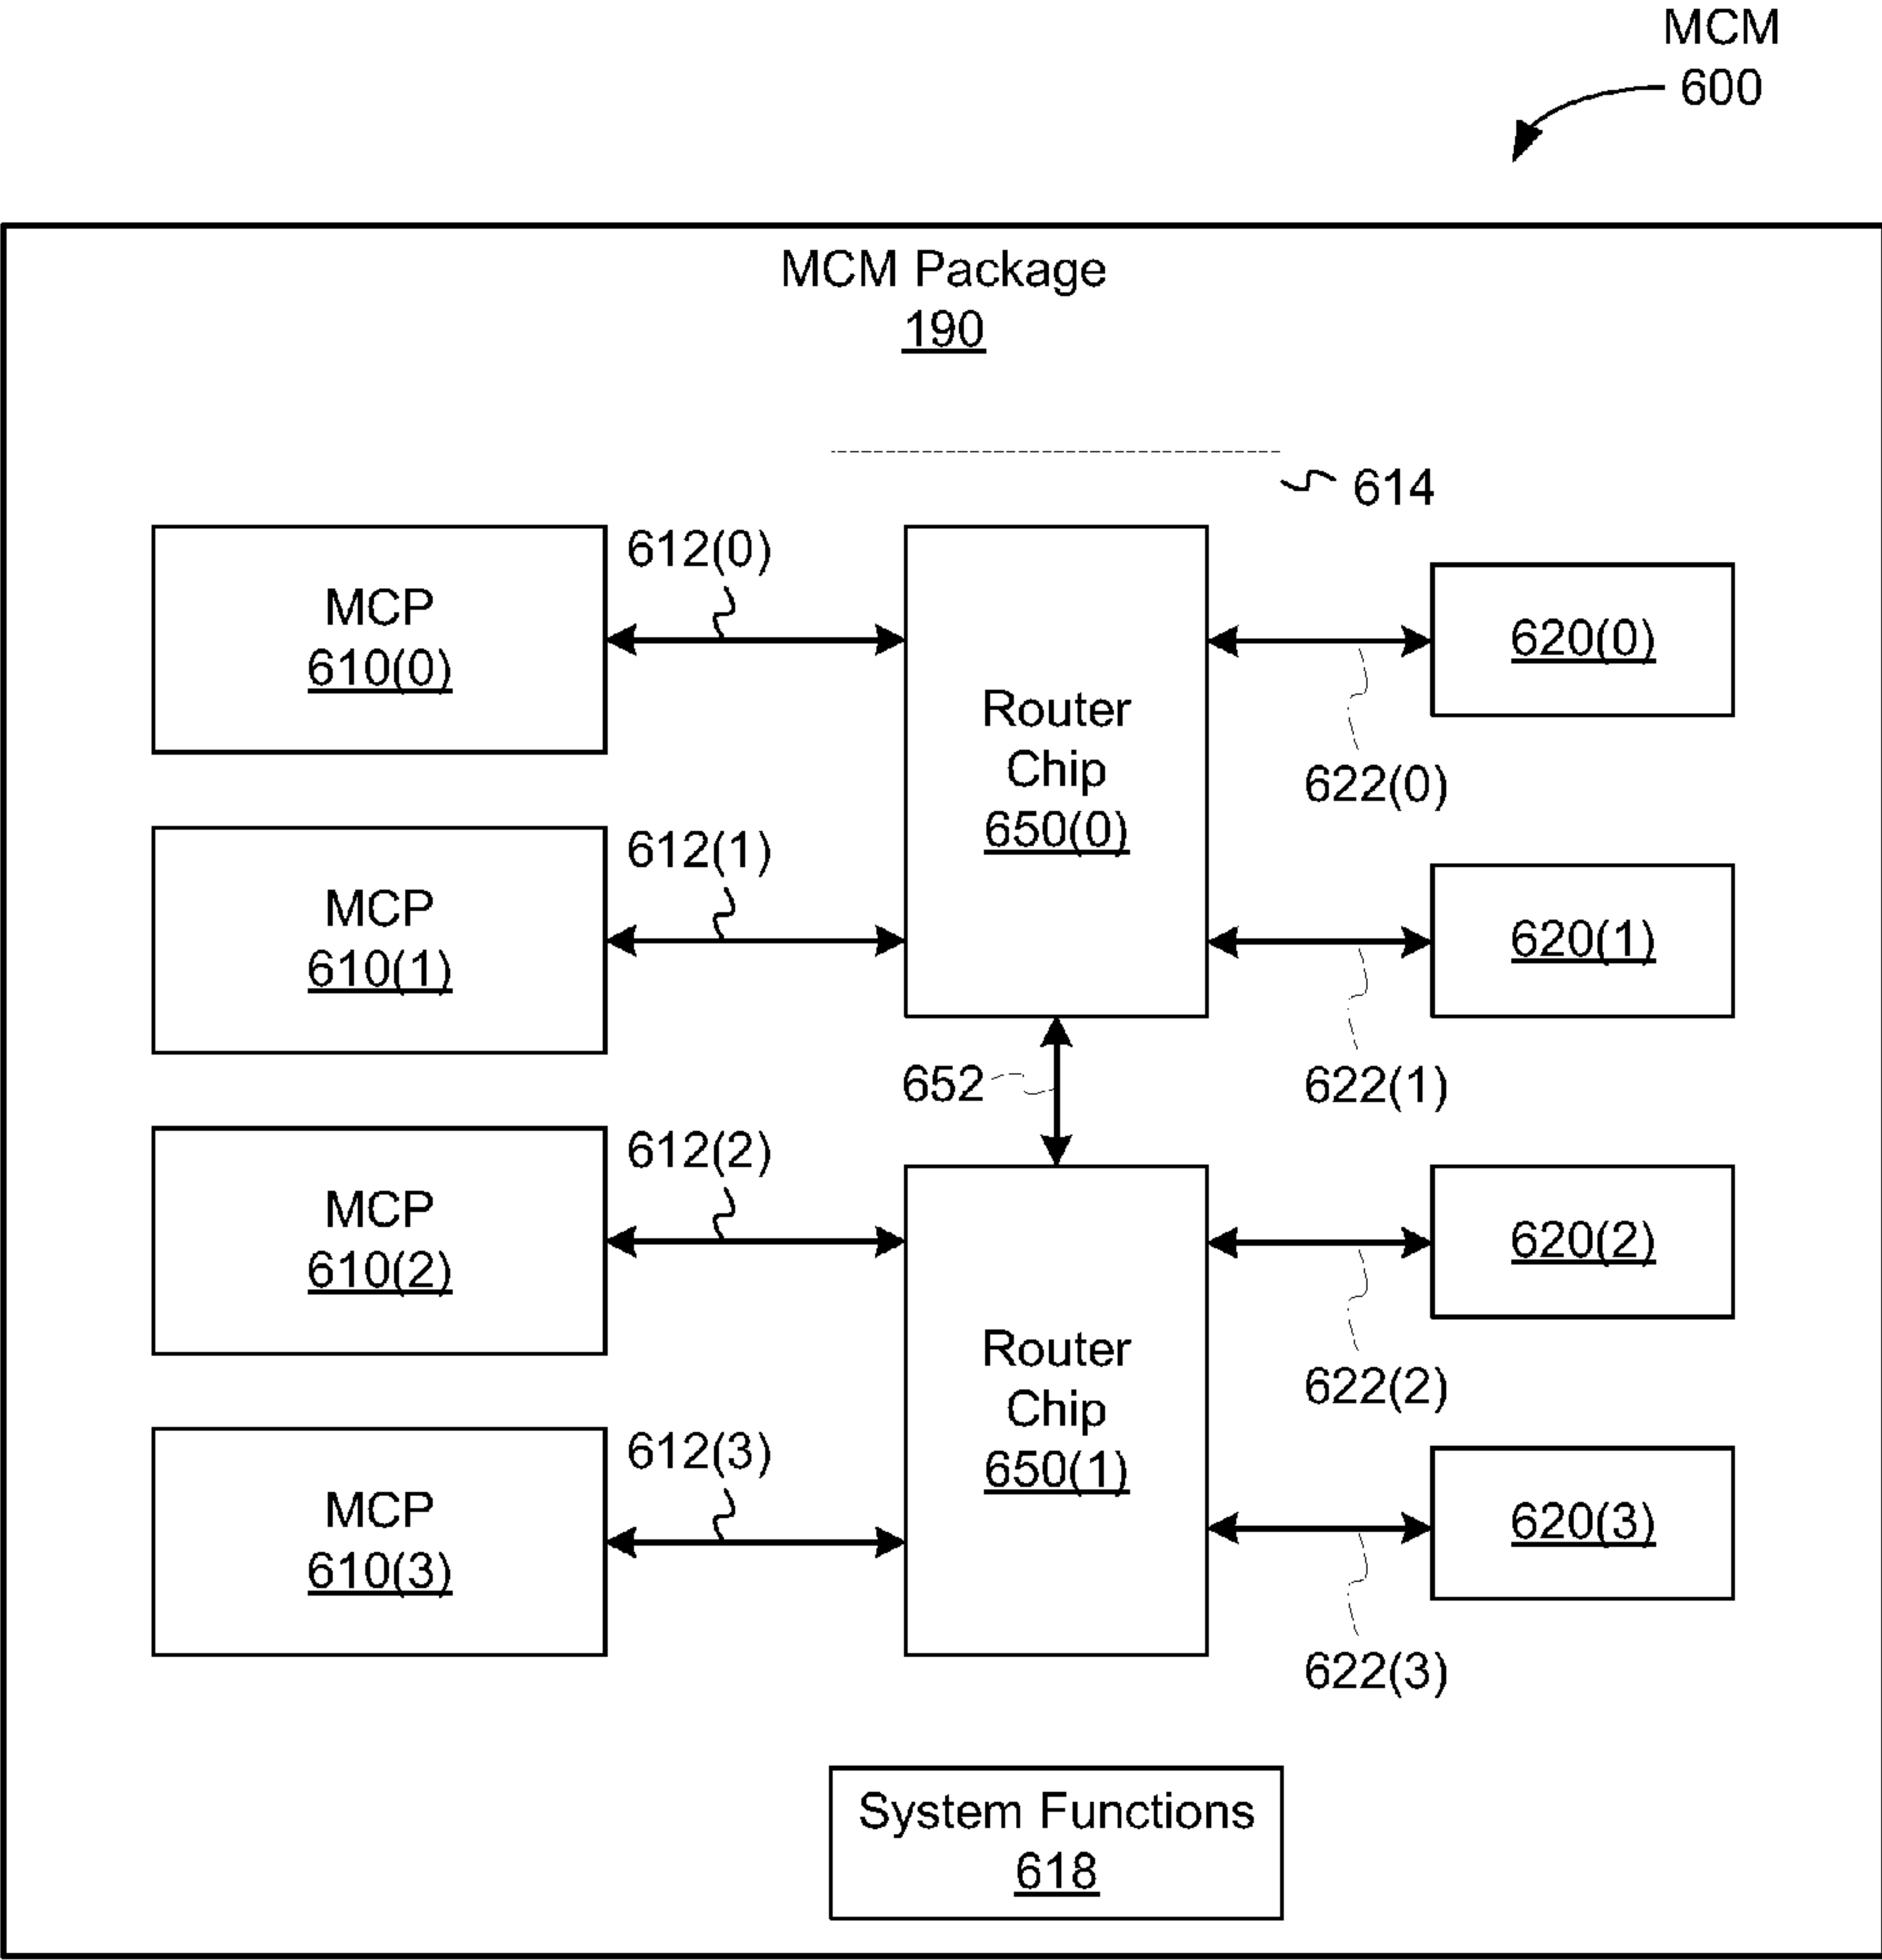 MCM
600
MCM Package
190
614
612(0)
MCP
610(0)
620(0)
Router
Chip
650(0)
622(0)
612(1)
MCP
610(1)
620(1)
652
622(1)
612(2)
MCP
610(2)
620(2)
Router
Chip
650(1)
622(2)
612(3)
MCP
610(3)
620(3)
622(3)
System Functions
618